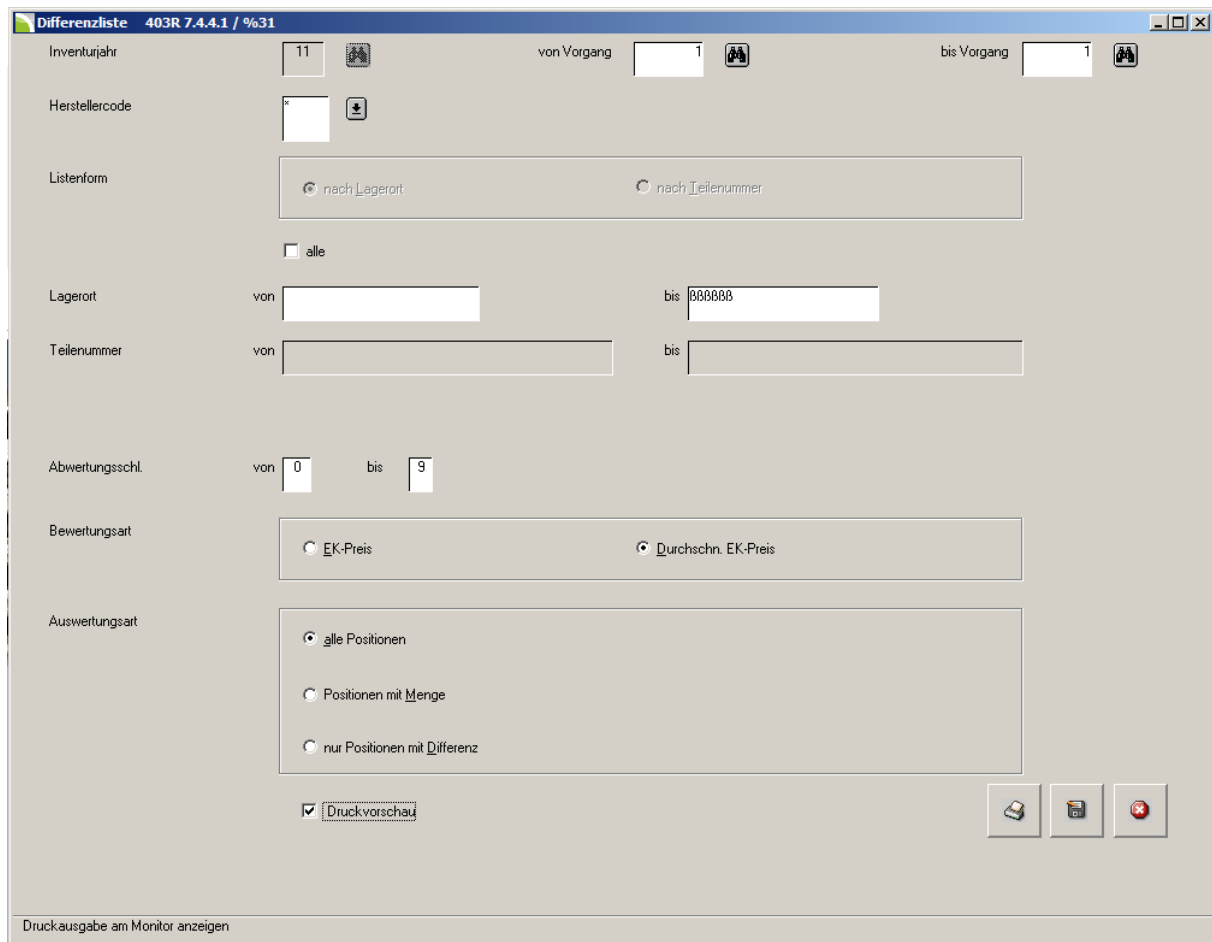 Differenzliste 403R 7.4.4.1 / %31
Inventurjahr 11 von Vorgang 1 bis Vorgang 1
Herstellercode *
Listenform nach Lagerort nach Teilenummer
alle
Lagerort von bis ßßßßßß
Teilenummer von bis
Abwertungsschl. von 0 bis 9
Bewertungsart EK-Preis Durchschn. EK-Preis
Auswertungsart alle Positionen
Positionen mit Menge
nur Positionen mit Differenz
Druckvorschau
Druckausgabe am Monitor anzeigen